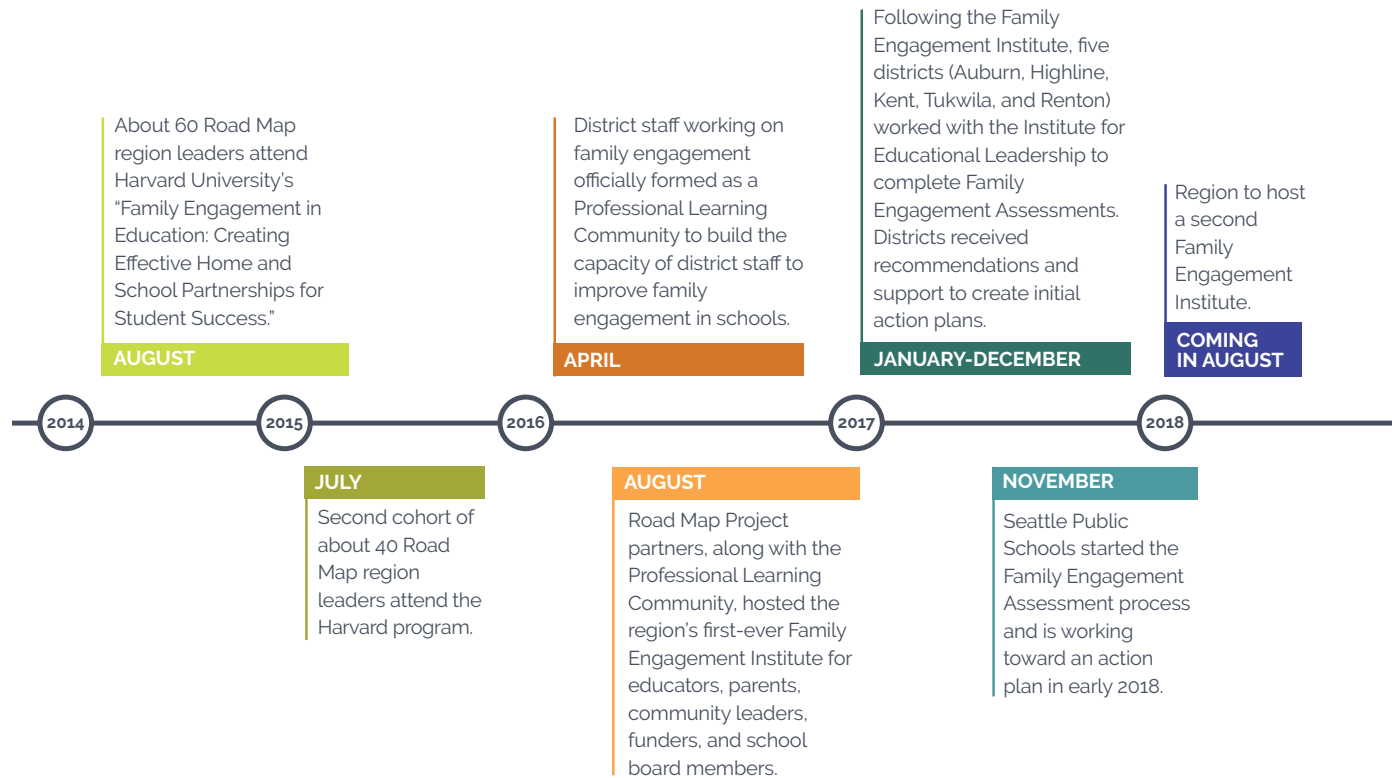 About 60 Road Map
region leaders attend
Harvard University's
“Family Engagement in
Education: Creating
Effective Home and
School Partnerships for
Student Success.”
AUGUST
District staff working on
family engagement
officially formed as a
Professional Learning
Community to build the
capacity of district staff to
improve family
engagement in schools.
APRIL
Following the Family
Engagement Institute, five
districts (Auburn, Highline,
Kent, Tukwila, and Renton)
worked with the Institute for
Educational Leadership to
complete Family
Engagement Assessments.
Districts received
recommendations and
support to create initial
action plans.
JANUARY-DECEMBER
Region to host
a second
Family
Engagement
Institute.
COMING
IN AUGUST
2014
2015
2016
2017
2018
JULY
Second cohort of
about 40 Road
Map region
leaders attend the
Harvard program.
AUGUST
Road Map Project
partners, along with the
Professional Learning
Community, hosted the
region's first-ever Family
Engagement Institute for
educators, parents,
community leaders,
funders, and school
board members.
NOVEMBER
Seattle Public
Schools started the
Family Engagement
Assessment process
and is working
toward an action
plan in early 2018.